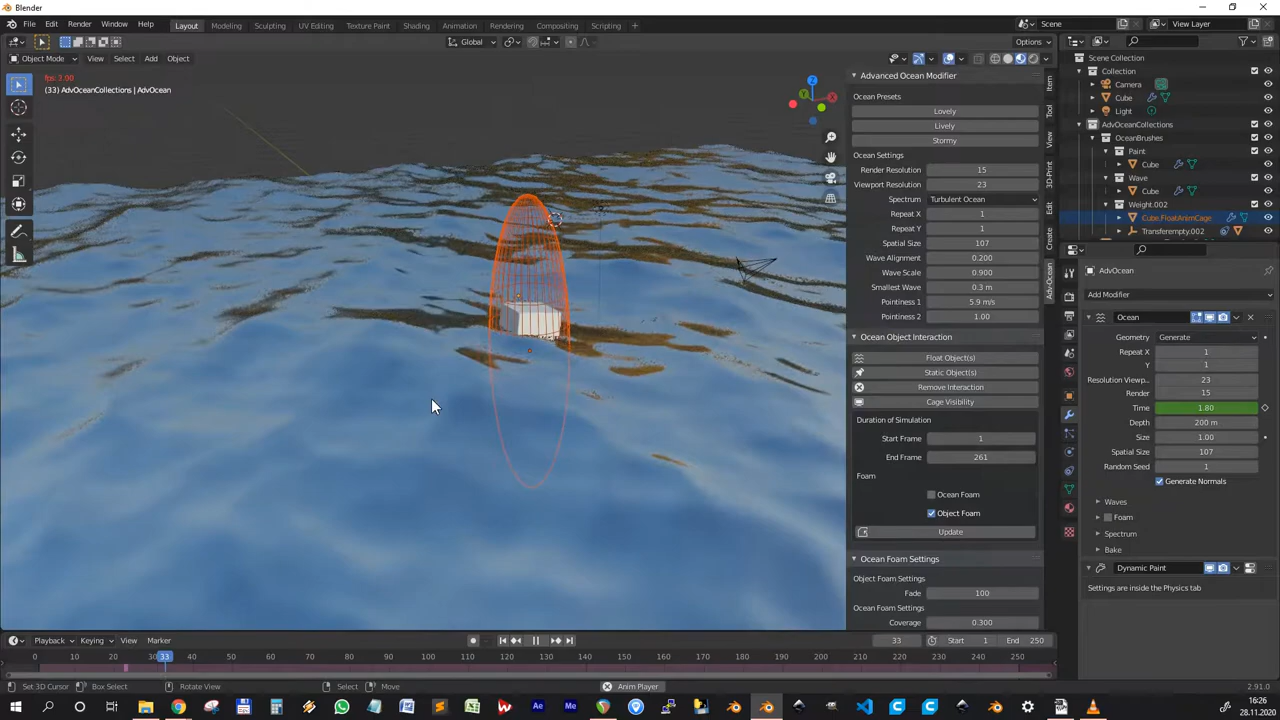 Blender
File Edit Render Window Help Layout Modeling Sculpting UV Editing Texture Paint Shading Animation Rendering Compositing Scripting + Scene View Layer
Global Options
Object Mode View Select Add Object
fps: 3.00
(33) AdvOceanCollections | AdvOcean
Z
Y
X
Advanced Ocean Modifier
Ocean Presets
Lovely
Lively
Stormy
Ocean Settings
Render Resolution 15
Viewport Resolution 23
Spectrum Turbulent Ocean
Repeat X 1
Repeat Y 1
Spatial Size 107
Wave Alignment 0.200
Wave Scale 0.900
Smallest Wave 0.3 m
Pointiness 1 5.9 m/s
Pointiness 2 1.00
Ocean Object Interaction
Float Object(s)
Static Object(s)
Remove Interaction
Cage Visibility
Duration of Simulation
Start Frame 1
End Frame 261
Foam
Ocean Foam
Object Foam
Update
Ocean Foam Settings
Object Foam Settings
Fade 100
Ocean Foam Settings
Coverage 0.300
Item
Tool
View
3D-Print
Edit
Create
Adv-Ocean
Scene Collection
Collection
Camera
Cube
Light
AdvOceanCollections
OceanBrushes
Paint
Cube
Wave
Cube
Weight.002
Cube.FloatAnimCage
Transferempty.002
AdvOcean
Add Modifier
Ocean
Geometry Generate
Repeat X 1
Y 1
Resolution Viewp... 23
Render 15
Time 1.80
Depth 200 m
Size 1.00
Spatial Size 107
Random Seed 1
Generate Normals
Waves
Foam
Spectrum
Bake
Dynamic Paint
Settings are inside the Physics tab
Playback Keying View Marker 33 Start 1 End 250
0 10 20 30 33 40 50 60 70 80 90 100 110 120 130 140 150 160 170 180 190 200 210 220 230 240 250
Set 3D Cursor Box Select Rotate View Select Move Anim Player 2.91.0
16:26
28.11.2020